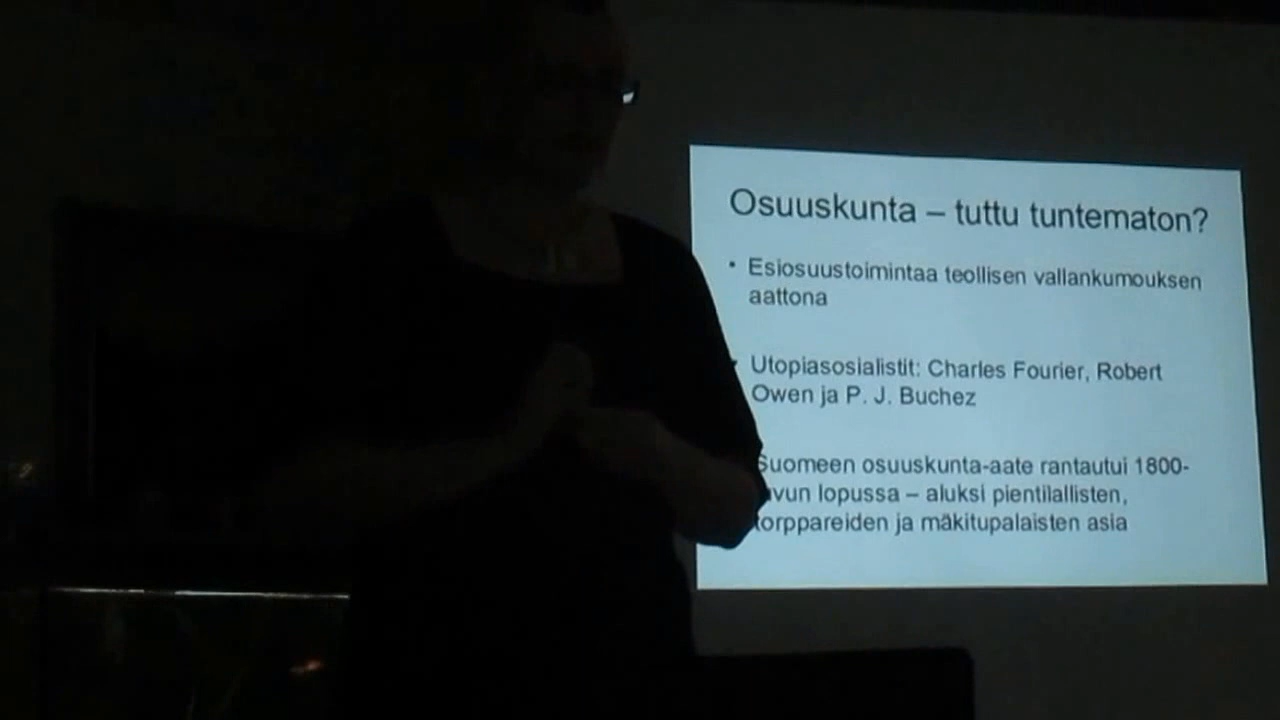 Osuuskunta – tuttu tuntematon?
• Esiosuustoimintaa teollisen vallankumouksen
aattona
• Utopiasosialistit: Charles Fourier, Robert
Owen ja P. J. Buchez
Suomeen osuuskunta-aate rantautui 1800-
lopussa – aluksi pientilallisten,
torppareiden ja mäkitupalaisten asia